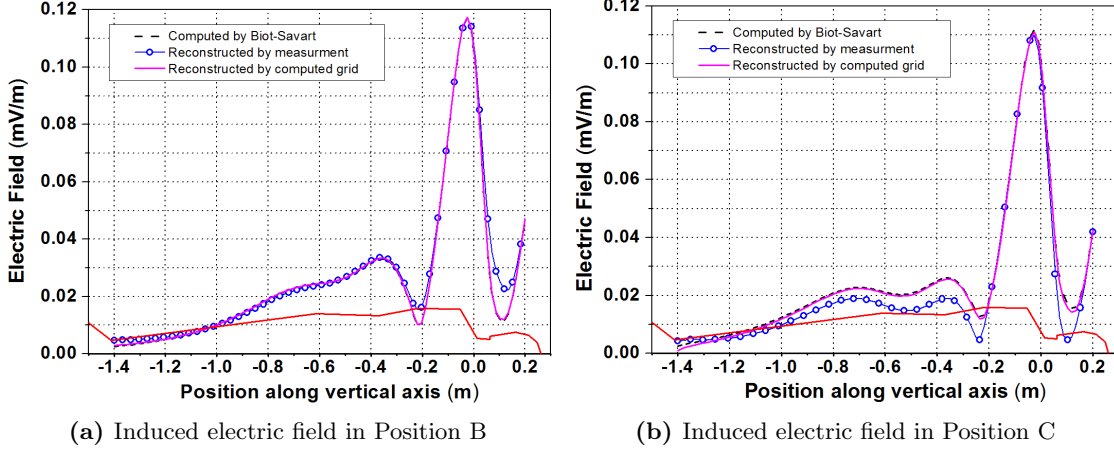 0.12
0.10
0.08
0.06
0.04
0.02
0.00
Electric Field (mV/m)
Computed by Biot-Savart
Reconstructed by measurment
Reconstructed by computed grid
-1.4 -1.2 -1.0 -0.8 -0.6 -0.4 -0.2 0.0 0.2
Position along vertical axis (m)
(a) Induced electric field in Position B
0.12
0.10
0.08
0.06
0.04
0.02
0.00
Electric Field (mV/m)
Computed by Biot-Savart
Reconstructed by measurment
Reconstructed by computed grid
-1.4 -1.2 -1.0 -0.8 -0.6 -0.4 -0.2 0.0 0.2
Position along vertical axis (m)
(b) Induced electric field in Position C